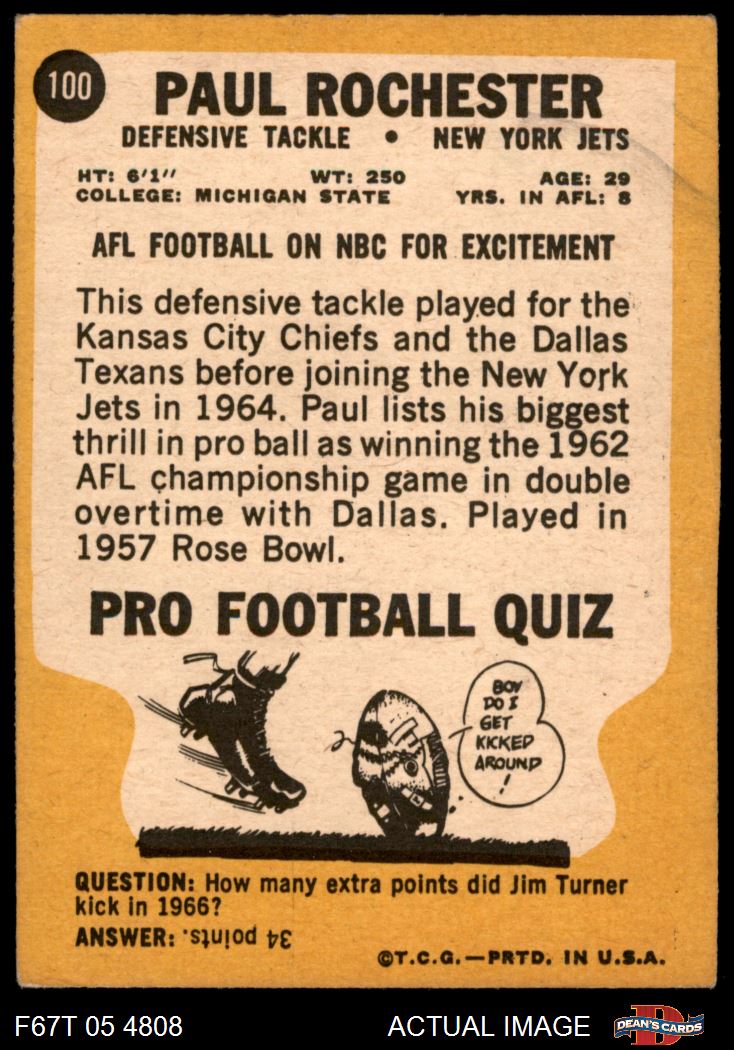 100
PAUL ROCHESTER
DEFENSIVE TACKLE • NEW YORK JETS
HT: 6'1" WT: 250 AGE: 29
COLLEGE: MICHIGAN STATE YRS. IN AFL: 8
AFL FOOTBALL ON NBC FOR EXCITEMENT
This defensive tackle played for the
Kansas City Chiefs and the Dallas
Texans before joining the New York
Jets in 1964. Paul lists his biggest
thrill in pro ball as winning the 1962
AFL championship game in double
overtime with Dallas. Played in
1957 Rose Bowl.
PRO FOOTBALL QUIZ
BOY
DO I
GET
KICKED
AROUND
!
QUESTION: How many extra points did Jim Turner
kick in 1966?
ANSWER: 34 points.
©T.C.G.—PRTD. IN U.S.A.
F67T 05 4808 ACTUAL IMAGE
D
DEAN'S CARDS